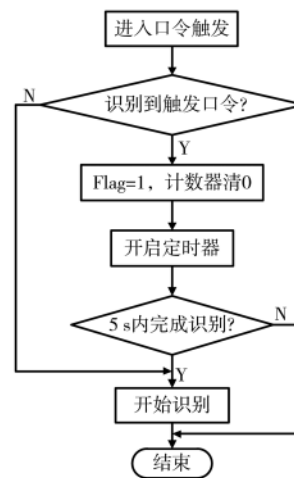 进入口令触发
N
识别到触发口令?
Y
Flag=1，计数器清0
开启定时器
5 s内完成识别?
N
Y
开始识别
结束